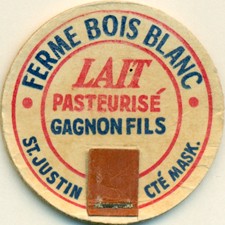 FERME BOIS BLANC
LAIT
PASTEURISÉ
GAGNON FILS
ST. JUSTIN CTÉ MASK.